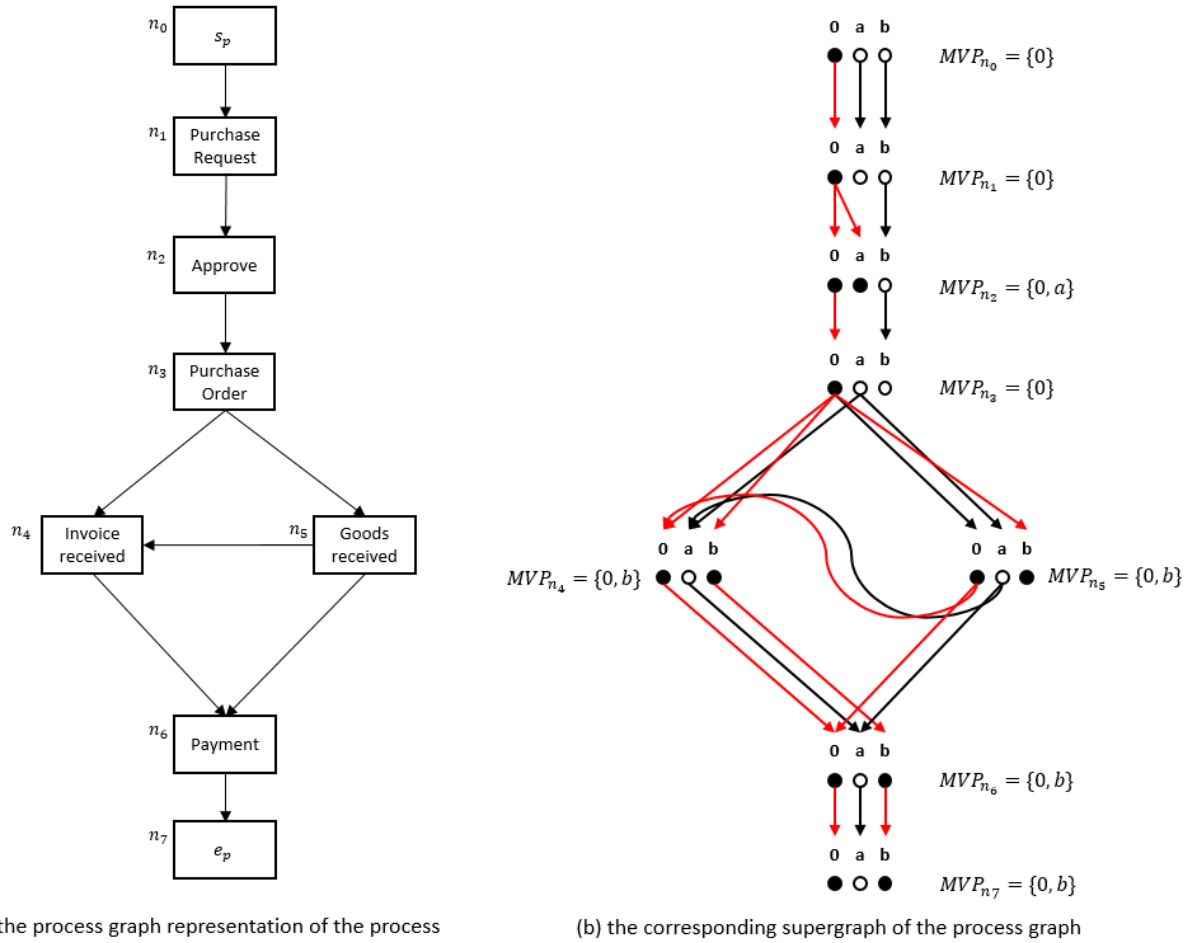 n₀
sₚ
n₁
Purchase
Request
n₂
Approve
n₃
Purchase
Order
n₄
Invoice
received
n₅
Goods
received
n₆
Payment
n₇
eₚ
the process graph representation of the process
0 a b
MVPₙ₀ = {0}
0 a b
MVPₙ₁ = {0}
0 a b
MVPₙ₂ = {0, a}
0 a b
MVPₙ₃ = {0}
0 a b
MVPₙ₄ = {0, b}
0 a b
MVPₙ₅ = {0, b}
0 a b
MVPₙ₆ = {0, b}
0 a b
MVPₙ₇ = {0, b}
(b) the corresponding supergraph of the process graph